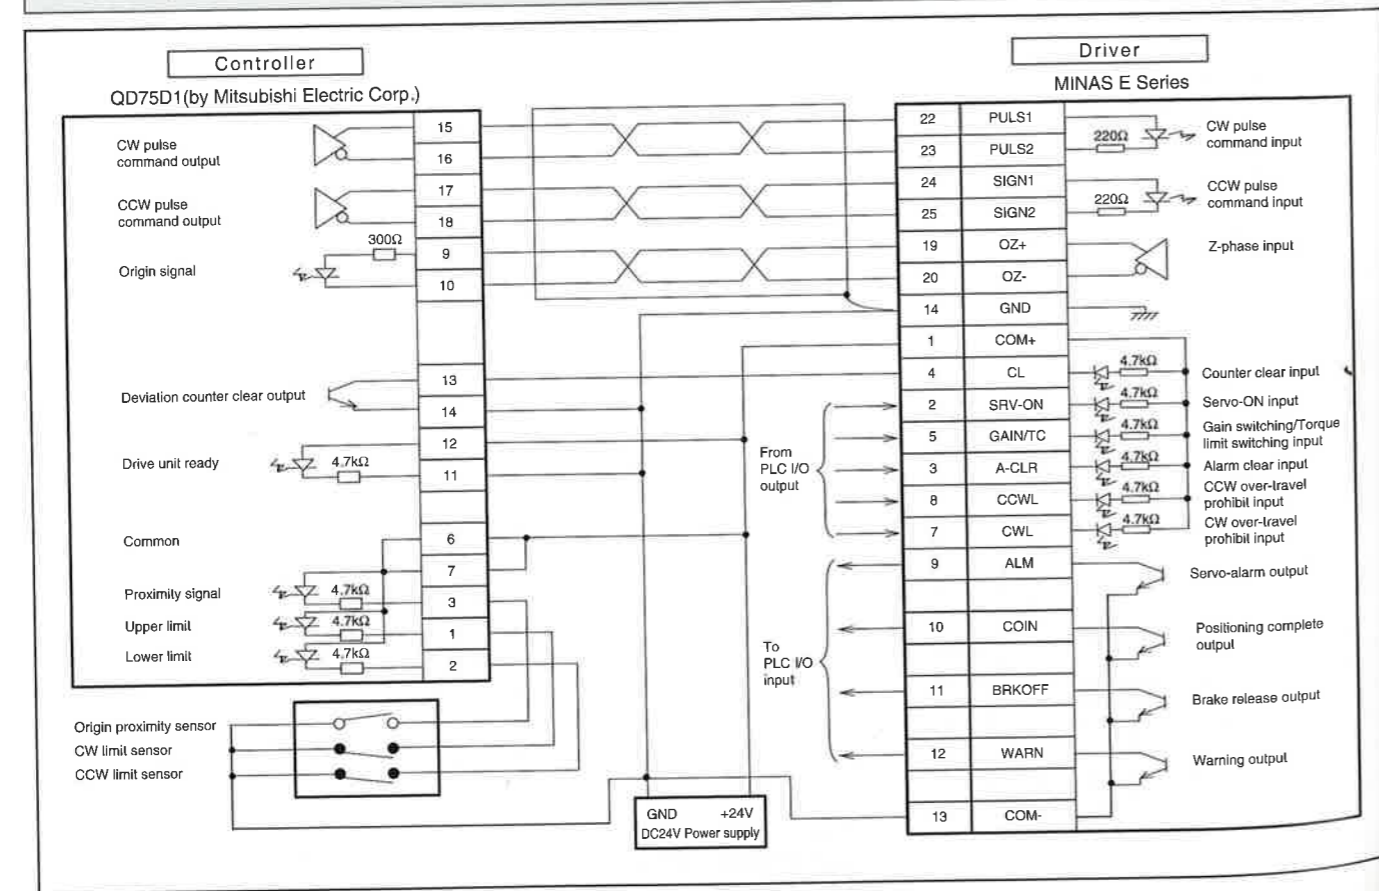 Controller
QD75D1(by Mitsubishi Electric Corp.)
CW pulse
command output
CCW pulse
command output
300Ω
Origin signal
Deviation counter clear output
Drive unit ready
4.7kΩ
Common
Proximity signal
4.7kΩ
Upper limit
4.7kΩ
Lower limit
4.7kΩ
15
16
17
18
9
10
13
14
12
11
6
7
3
1
2
Origin proximity sensor
CW limit sensor
CCW limit sensor
GND +24V
DC24V Power supply
From
PLC I/O
output
To
PLC I/O
input
Driver
MINAS E Series
22 PULS1
23 PULS2
24 SIGN1
25 SIGN2
19 OZ+
20 OZ-
14 GND
1 COM+
4 CL
2 SRV-ON
5 GAIN/TC
3 A-CLR
8 CCWL
7 CWL
9 ALM
10 COIN
11 BRKOFF
12 WARN
13 COM-
220Ω
CW pulse
command input
220Ω
CCW pulse
command input
Z-phase input
4.7kΩ
Counter clear input
4.7kΩ
Servo-ON input
4.7kΩ
Gain switching/Torque
limit switching input
4.7kΩ
Alarm clear input
4.7kΩ
CCW over-travel
prohibit input
4.7kΩ
CW over-travel
prohibit input
Servo-alarm output
Positioning complete
output
Brake release output
Warning output